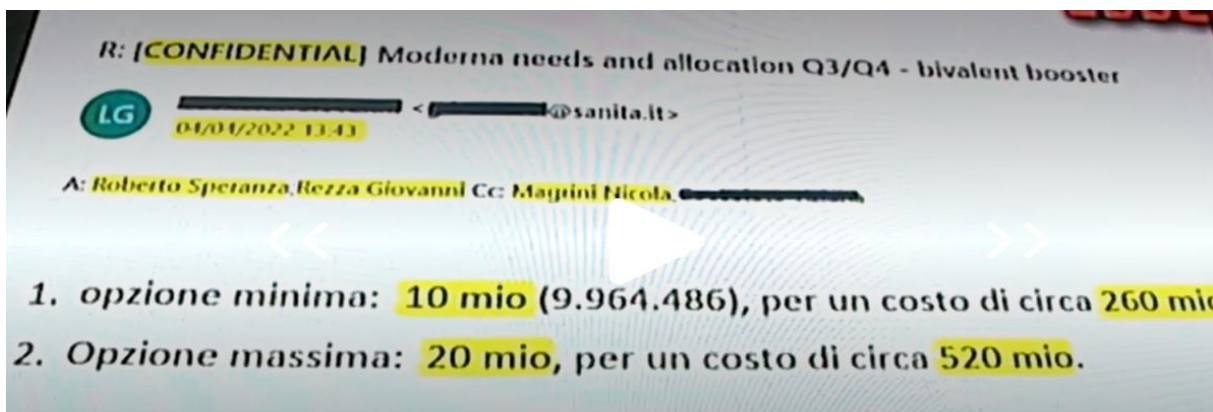 R: [CONFIDENTIAL] Moderna needs and allocation Q3/Q4 - bivalent booster
LG
< @sanita.it>
04/04/2022 13:43
A: Roberto Speranza, Rezza Giovanni Cc: Magrini Nicola,
1. opzione minima: 10 mio (9.964.486), per un costo di circa 260 mio
2. Opzione massima: 20 mio, per un costo di circa 520 mio.